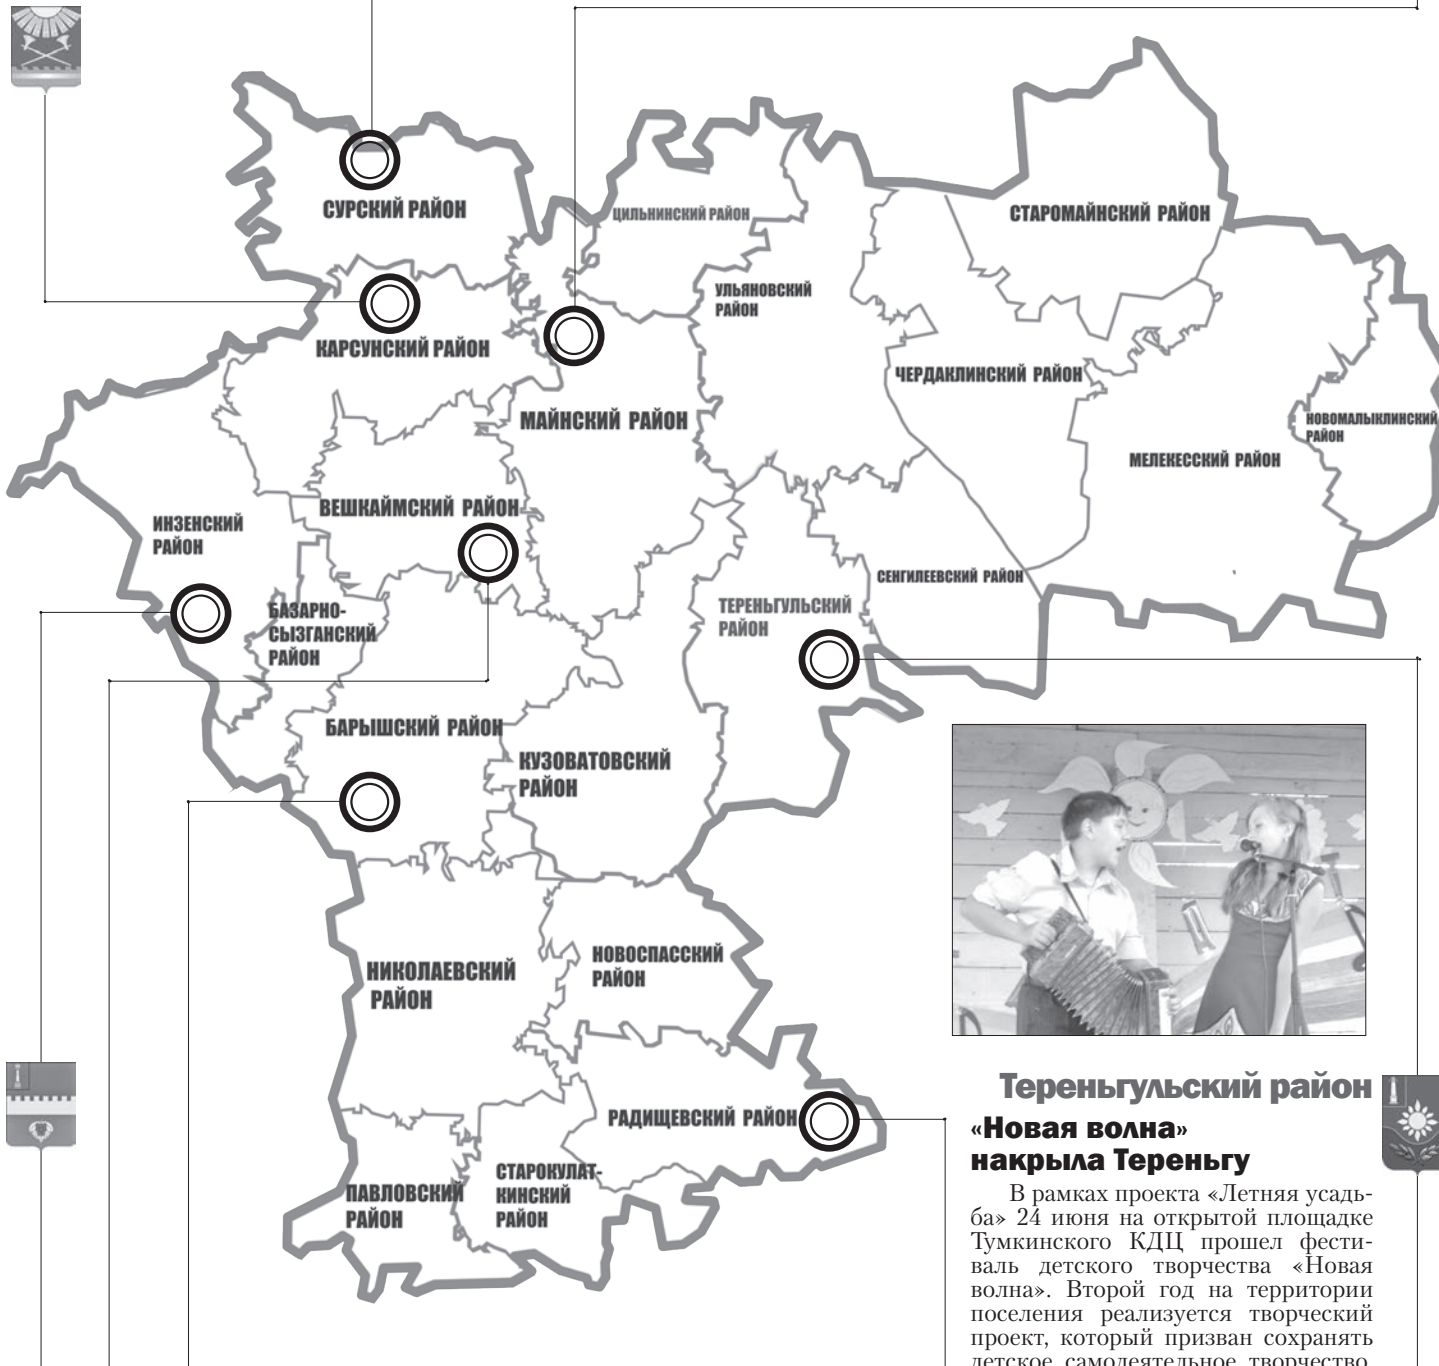 СУРСКИЙ РАЙОН
ЦИЛЬНИНСКИЙ РАЙОН
СТАРОМАЙНСКИЙ РАЙОН
УЛЬЯНОВСКИЙ
РАЙОН
КАРСУНСКИЙ РАЙОН
ЧЕРДАКЛИНСКИЙ РАЙОН
МАЙНСКИЙ РАЙОН
НОВОМАЛЫКЛИНСКИЙ
РАЙОН
МЕЛЕКЕССКИЙ РАЙОН
ВЕШКАЙМСКИЙ РАЙОН
ИНЗЕНСКИЙ
РАЙОН
СЕНГИЛЕЕВСКИЙ РАЙОН
БАЗАРНО-
СЫЗГАНСКИЙ
РАЙОН
ТЕРЕНЬГУЛЬСКИЙ
РАЙОН
БАРЫШСКИЙ РАЙОН
КУЗОВАТОВСКИЙ
РАЙОН
НИКОЛАЕВСКИЙ
РАЙОН
НОВОСПАССКИЙ
РАЙОН
РАДИЩЕВСКИЙ РАЙОН
ПАВЛОВСКИЙ
РАЙОН
СТАРОКУЛАТ-
КИНСКИЙ
РАЙОН
Тереньгульский район
«Новая волна»
накрыла Тереньгу
В рамках проекта «Летняя усадь-
ба» 24 июня на открытой площадке
Тумкинского КДЦ прошел фести-
валь детского творчества «Новая
волна». Второй год на территории
поселения реализуется творческий
проект, который призван сохранять
детское самодеятельное творчество,